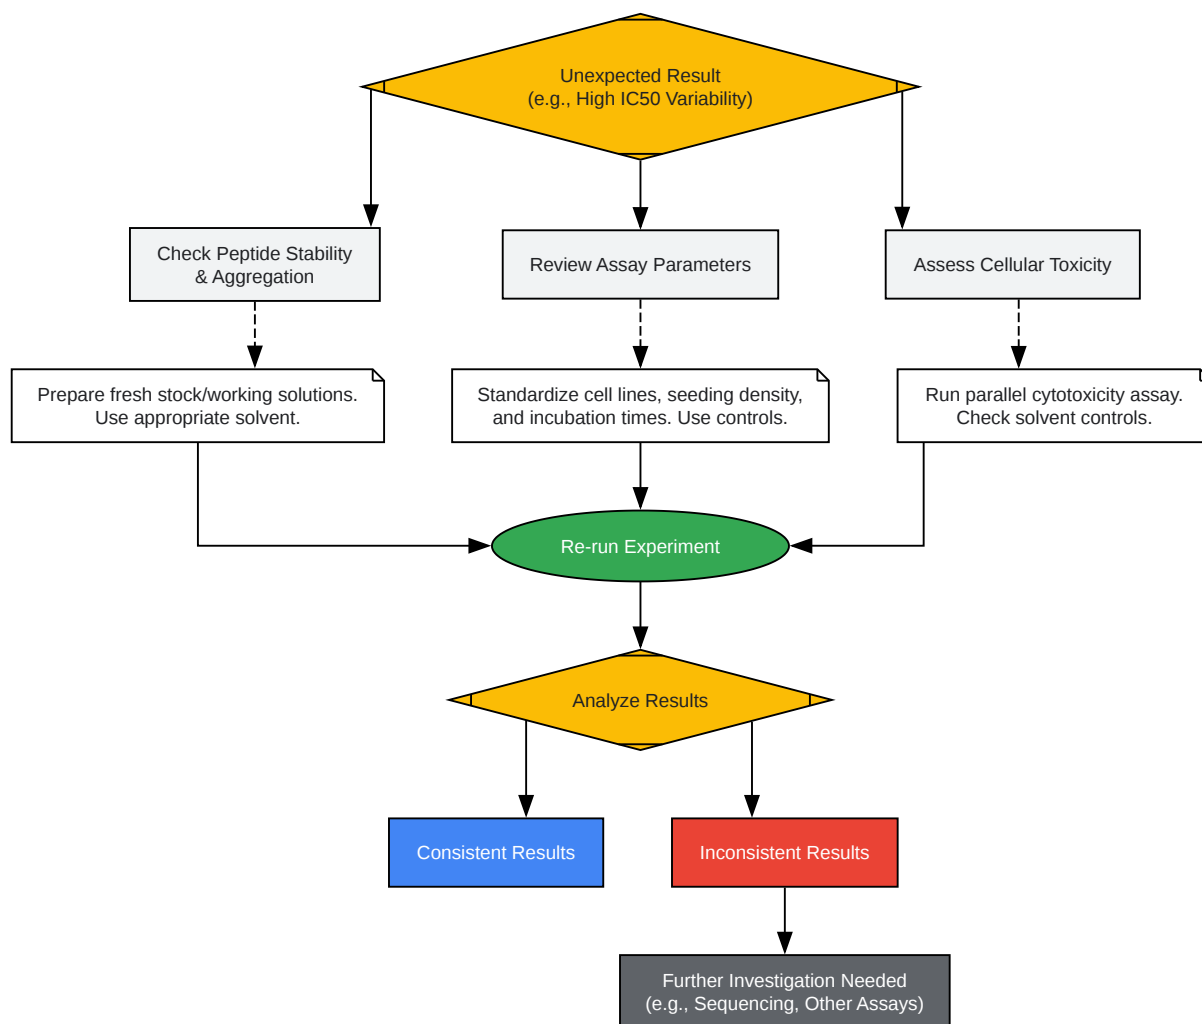 Unexpected Result
(e.g., High IC50 Variability)
Check Peptide Stability
& Aggregation
Review Assay Parameters
Assess Cellular Toxicity
Prepare fresh stock/working solutions.
Use appropriate solvent.
Standardize cell lines, seeding density,
and incubation times. Use controls.
Run parallel cytotoxicity assay.
Check solvent controls.
Re-run Experiment
Analyze Results
Consistent Results
Inconsistent Results
Further Investigation Needed
(e.g., Sequencing, Other Assays)